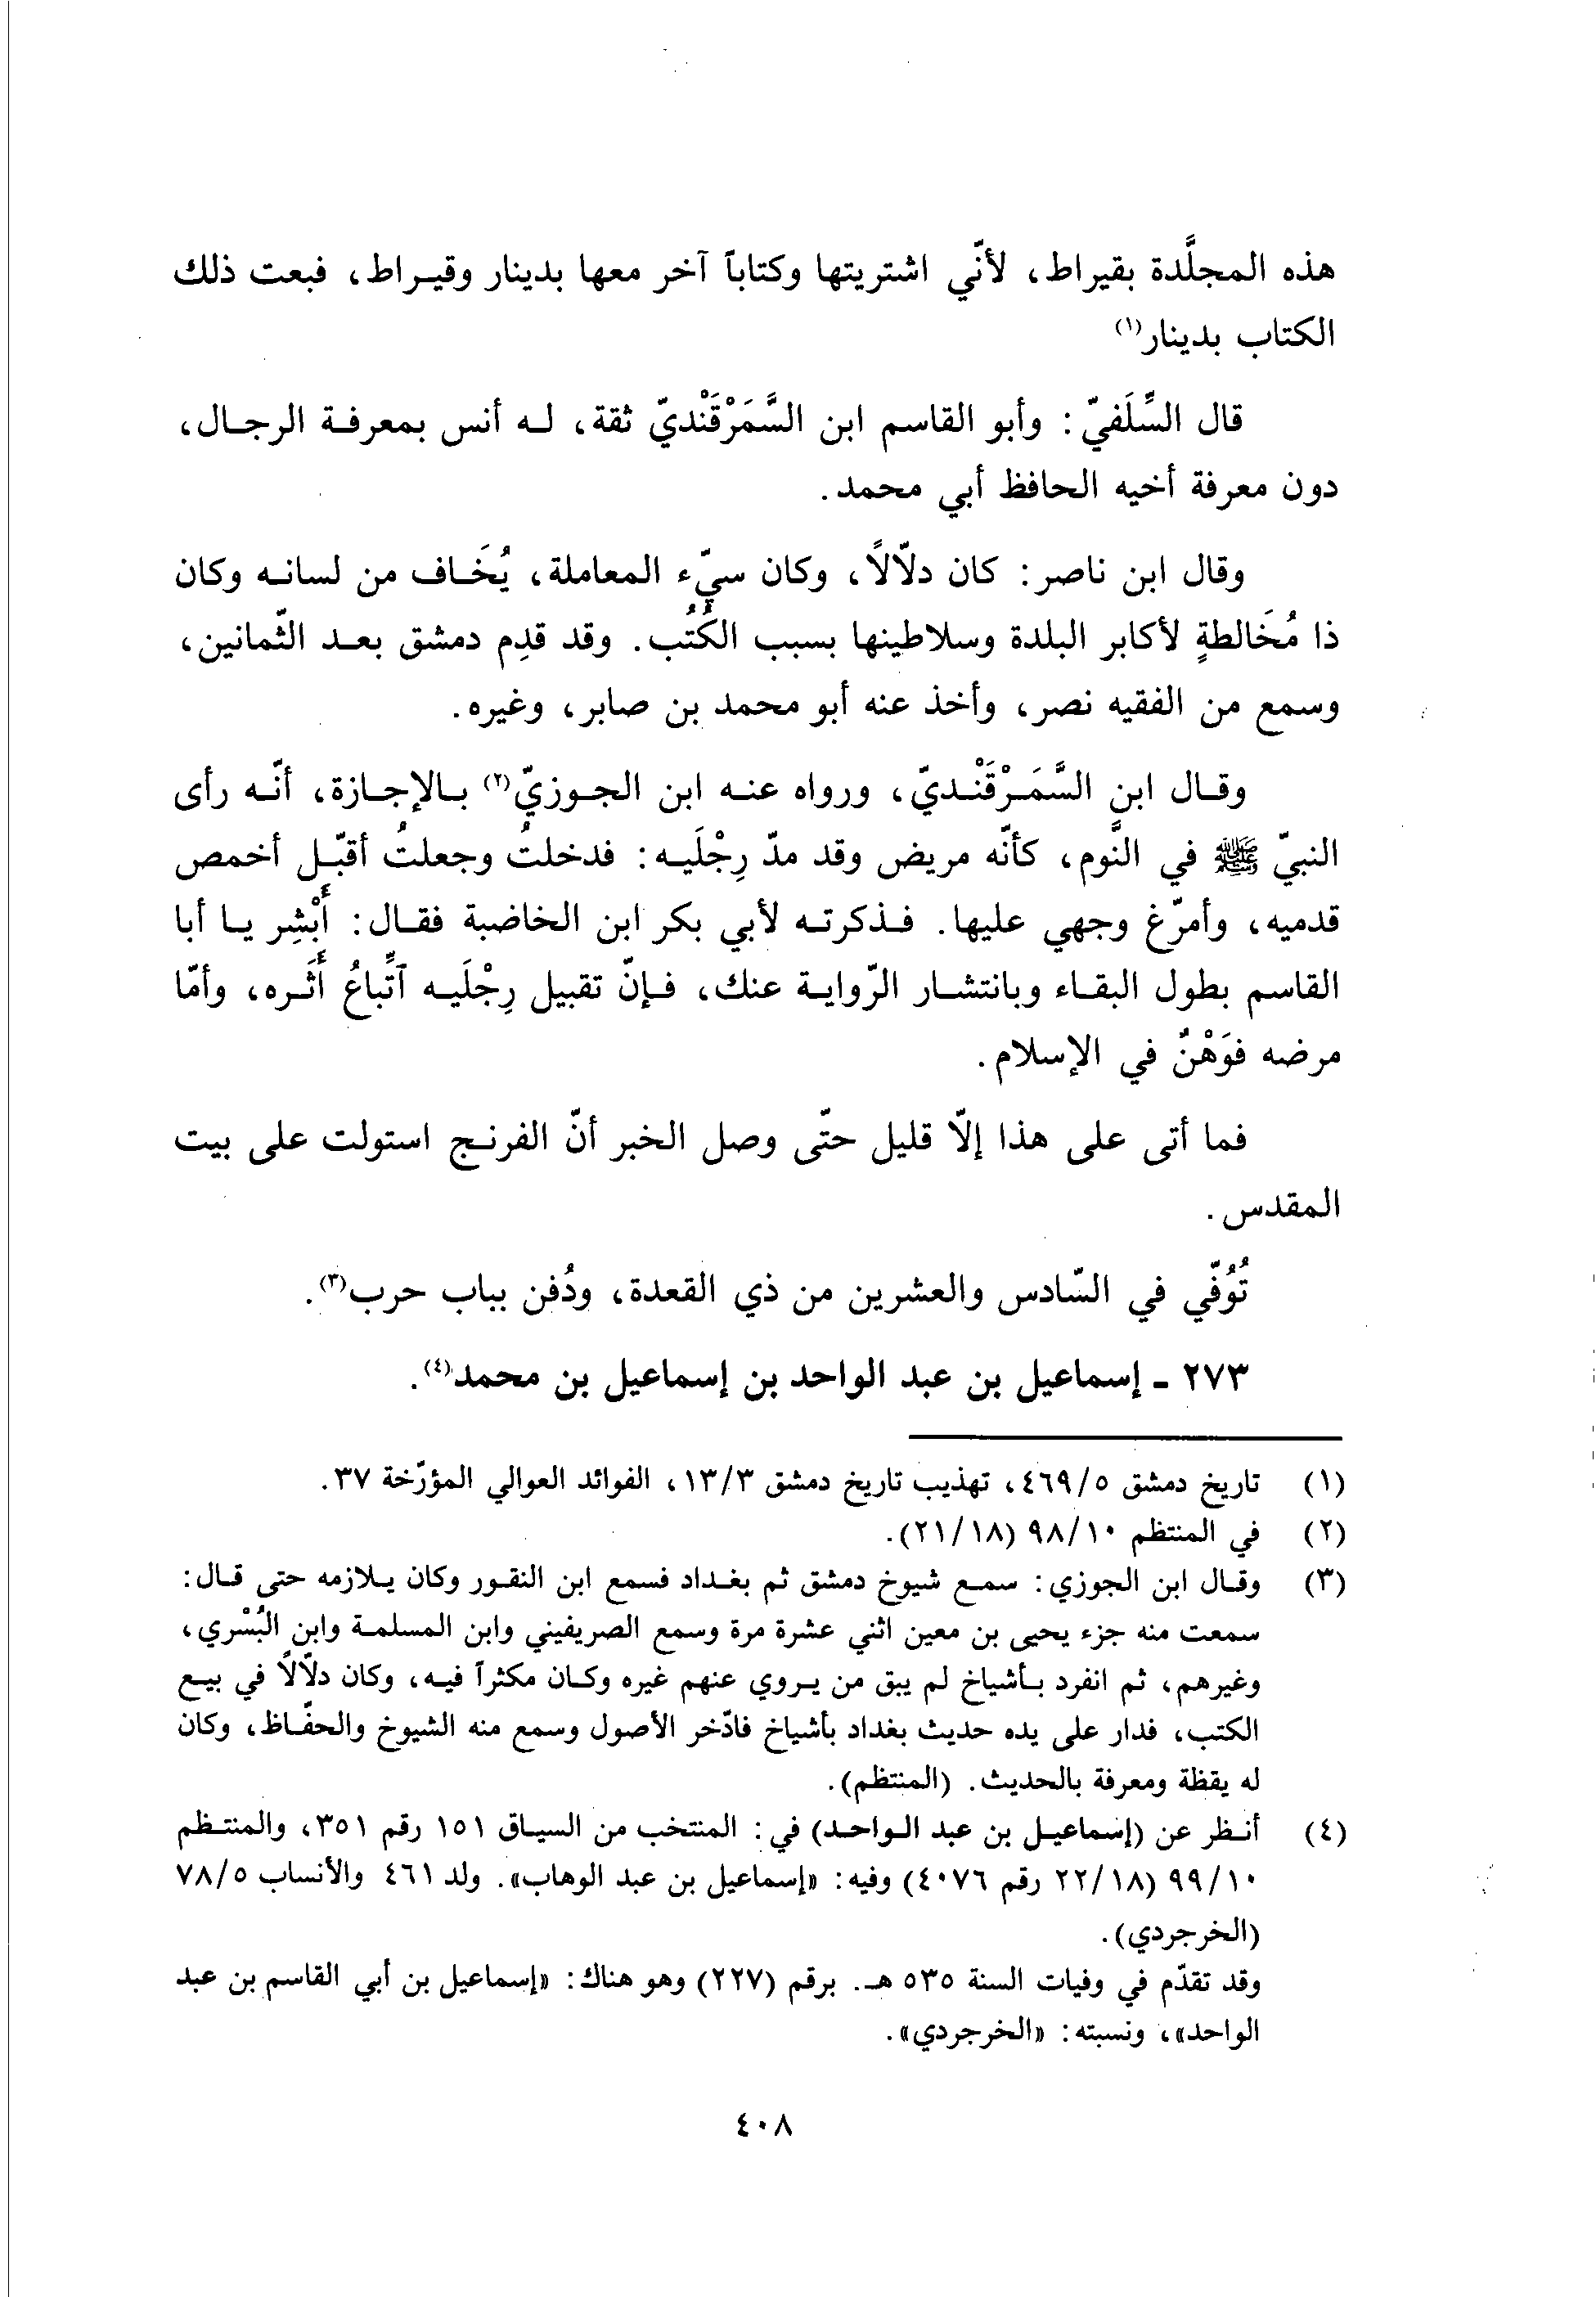 هذه المجلَّدة بقيراط، لأنّي اشتريتها وكتاباً آخر معها بدينار وقيراط، فبعت ذلك
الكتاب بدينار(١)
قال السِّلَفيّ: وأبو القاسم ابن السَّمَرْقَنْديّ ثقة، له أنس بمعرفة الرجال،
دون معرفة أخيه الحافظ أبي محمد.
وقال ابن ناصر: كان دلّالاً، وكان سيّء المعاملة، يُخَاف من لسانه وكان
ذا مُخَالطةٍ لأكابر البلدة وسلاطينها بسبب الكُتُب. وقد قدِم دمشق بعد الثّمانين،
وسمع من الفقيه نصر، وأخذ عنه أبو محمد بن صابر، وغيره.
وقال ابن السَّمَرْقَنْديّ، ورواه عنه ابن الجوزيّ(٢) بالإجازة، أنّه رأى
النبيّ ﷺ في النَّوم، كأنّه مريض وقد مدّ رِجْلَيه: فدخلتُ وجعلتُ أقبّل أخمص
قدميه، وأمرّغ وجهي عليها. فذكرته لأبي بكر ابن الخاضبة فقال: أَبْشِر يا أبا
القاسم بطول البقاء وبانتشار الرّواية عنك، فإنّ تقبيل رِجْلَيه ٱتِّباعُ أَثَره، وأمّا
مرضه فوَهْنٌ في الإسلام.
فما أتى على هذا إلّا قليل حتّى وصل الخبر أنّ الفرنج استولت على بيت
المقدس.
تُوُفّي في السّادس والعشرين من ذي القعدة، ودُفن بباب حرب(٣).
٢٧٣ - إسماعيل بن عبد الواحد بن إسماعيل بن محمد(٤).
(١) تاريخ دمشق ٤٦٩/٥، تهذيب تاريخ دمشق ١٣/٣، الفوائد العوالي المؤرّخة ٣٧.
(٢) في المنتظم ٩٨/١٠ (٢١/١٨).
(٣) وقال ابن الجوزي: سمع شيوخ دمشق ثم بغداد فسمع ابن النقور وكان يلازمه حتى قال:
سمعت منه جزء يحيى بن معين اثني عشرة مرة وسمع الصريفيني وابن المسلمة وابن البُسْري،
وغيرهم، ثم انفرد بأشياخ لم يبق من يروي عنهم غيره وكان مكثراً فيه، وكان دلّالاً في بيع
الكتب، فدار على يده حديث بغداد بأشياخ فادّخر الأصول وسمع منه الشيوخ والحفّاظ، وكان
له يقظة ومعرفة بالحديث. (المنتظم).
(٤) أنظر عن (إسماعيل بن عبد الواحد) في: المنتخب من السياق ١٥١ رقم ٣٥١، والمنتظم
٩٩/١٠ (٢٢/١٨ رقم ٤٠٧٦) وفيه: «إسماعيل بن عبد الوهاب». ولد ٤٦١ والأنساب ٧٨/٥
(الخرجردي).
وقد تقدّم في وفيات السنة ٥٣٥ هـ. برقم (٢٢٧) وهو هناك: «إسماعيل بن أبي القاسم بن عبد
الواحد»، ونسبته: «الخرجردي».
٤٠٨